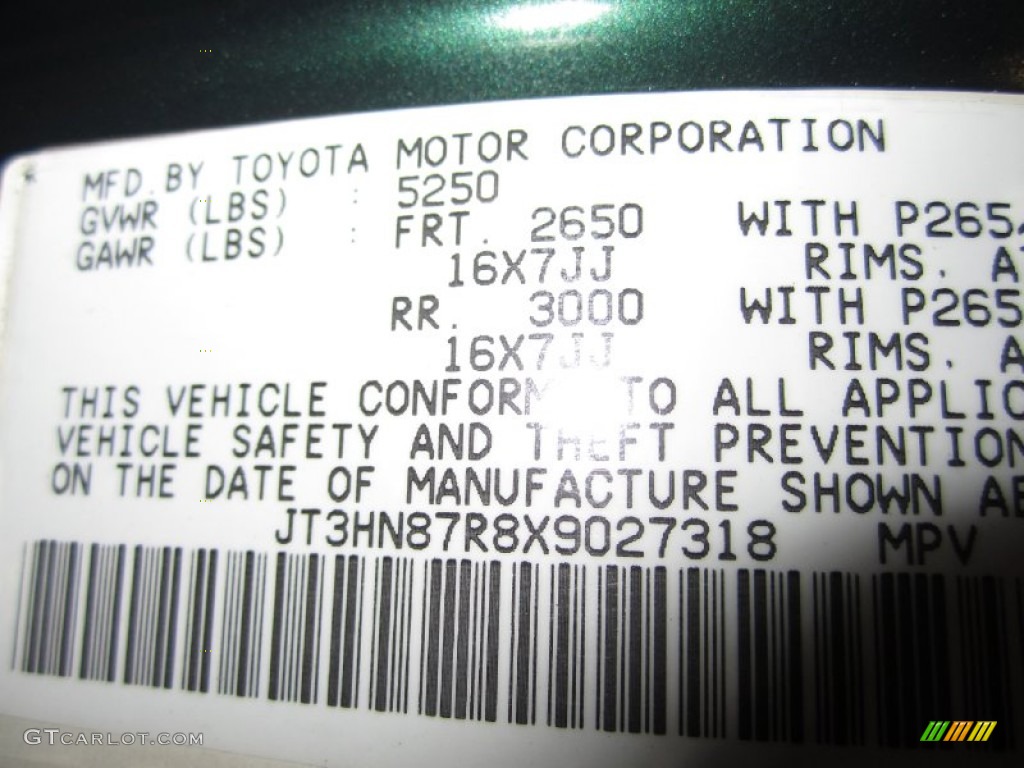 MFD. BY TOYOTA MOTOR CORPORATION
GVWR (LBS) : 5250
GAWR (LBS) : FRT. 2650 WITH P265
16X7JJ RIMS. A
RR. 3000 WITH P265
16X7JJ RIMS. A
THIS VEHICLE CONFORM TO ALL APPLIC
VEHICLE SAFETY AND THEFT PREVENTION
ON THE DATE OF MANUFACTURE SHOWN AB
JT3HN87R8X9027318 MPV
GTCARLOT.COM